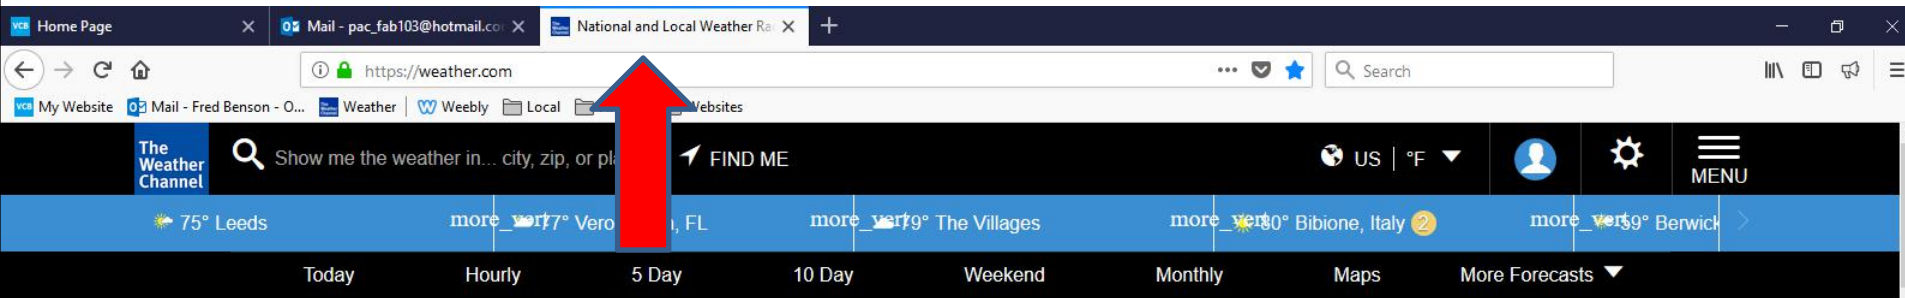 VCB Home Page
Mail - pac_fab103@hotmail.co
National and Local Weather Ra
https://weather.com
Search
VCB My Website Mail - Fred Benson - O... Weather Weebly Local Websites
The
Weather
Channel
Show me the weather in... city, zip, or pl
FIND ME
US | °F
MENU
75° Leeds
more_vert 77° Vero , FL
more_vert 79° The Villages
more_vert 80° Bibione, Italy 2
more_vert 59° Berwick
Today Hourly 5 Day 10 Day Weekend Monthly Maps More Forecasts